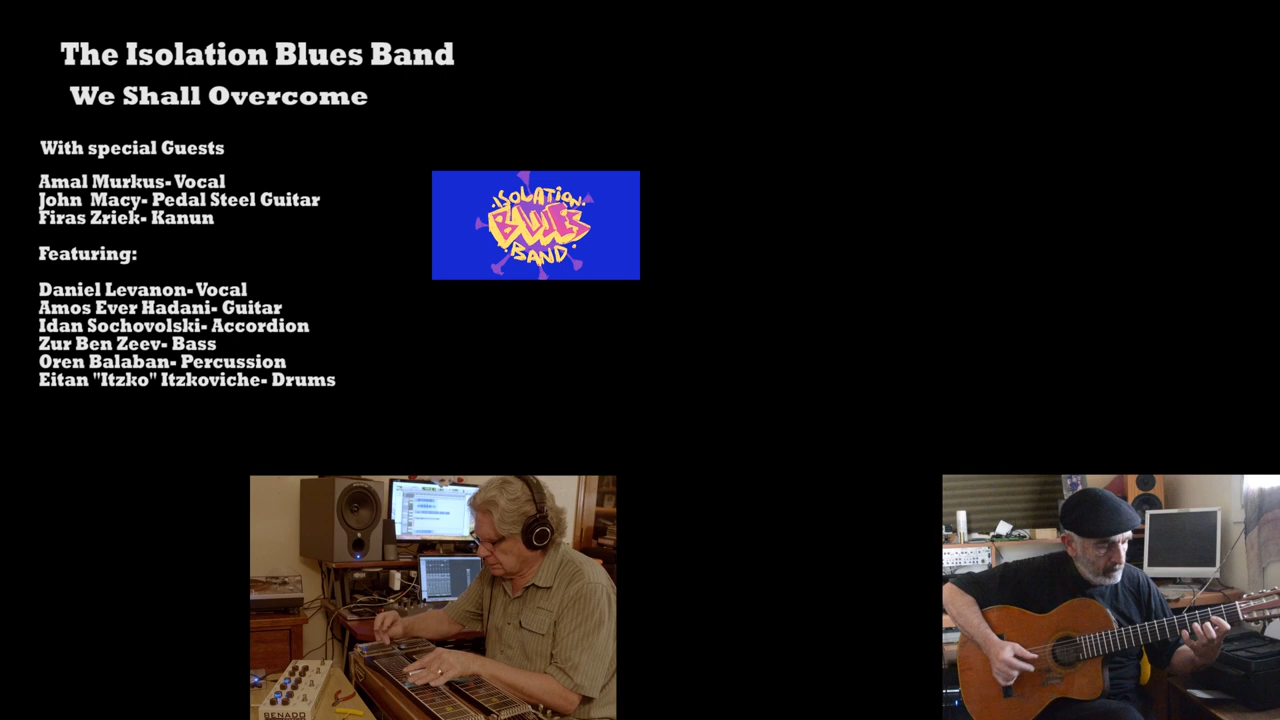 The Isolation Blues Band
We Shall Overcome
With special Guests
Amal Murkus- Vocal
John  Macy- Pedal Steel Guitar
Firas Zriek- Kanun
Featuring:
Daniel Levanon- Vocal
Amos Ever Hadani- Guitar
Idan Sochovolski- Accordion
Zur Ben Zeev- Bass
Oren Balaban- Percussion
Eitan "Itzko" Itzkoviche- Drums
ISOLATION
BLUES
BAND
BENADO